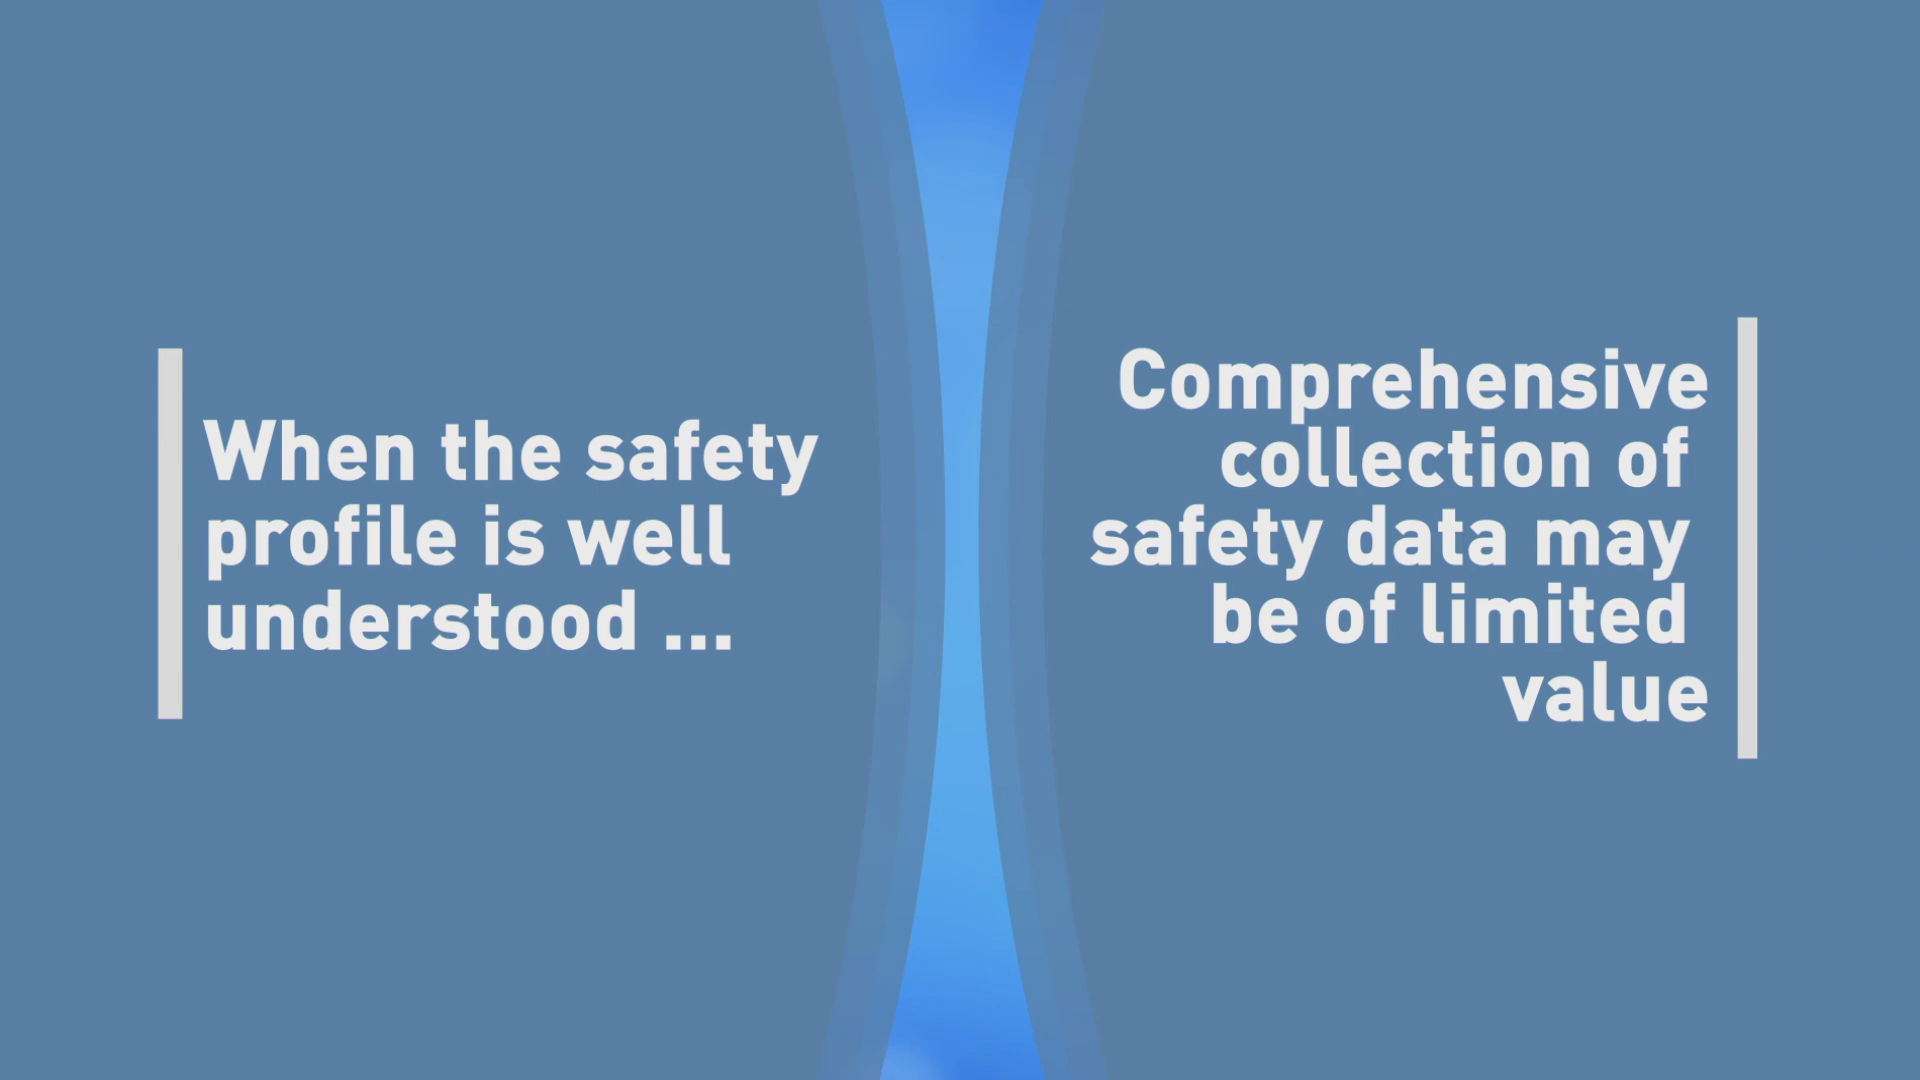 When the safety
profile is well
understood ...
Comprehensive
collection of
safety data may
be of limited
value